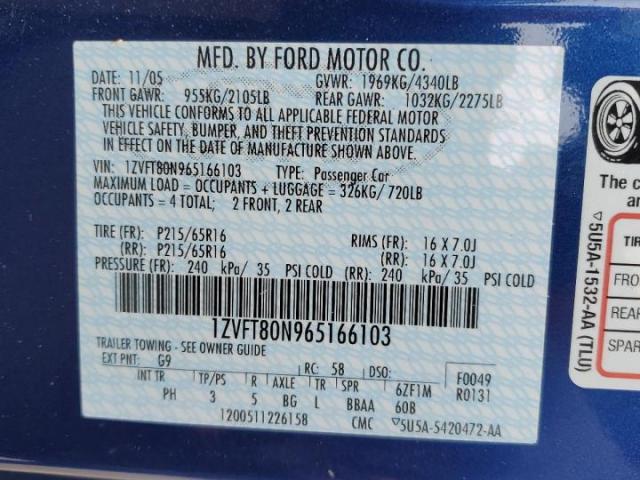 MFD. BY FORD MOTOR CO.
DATE: 11/05 GVWR: 1969KG/4340LB
FRONT GAWR: 955KG/2105LB REAR GAWR: 1032KG/2275LB
THIS VEHICLE CONFORMS TO ALL APPLICABLE FEDERAL MOTOR
VEHICLE SAFETY, BUMPER, AND THEFT PREVENTION STANDARDS
IN EFFECT ON THE DATE OF MANUFACTURE SHOWN ABOVE.
VIN: 1ZVFT80N965166103 TYPE: Passenger Car
MAXIMUM LOAD = OCCUPANTS + LUGGAGE = 326KG/ 720LB
OCCUPANTS = 4 TOTAL; 2 FRONT, 2 REAR
TIRE (FR): P215/65R16 RIMS (FR): 16 X 7.0J
(RR): P215/65R16 (RR): 16 X 7.0J
PRESSURE (FR): 240 kPa/ 35 PSI COLD (RR): 240 kPa/ 35 PSI COLD
1ZVFT80N965166103
TRAILER TOWING - SEE OWNER GUIDE
EXT PNT: G9 RC: 58 DSO: F0049
INT TR TP/PS R AXLE TR SPR 6ZF1M R0131
PH 3 5 BG L BBAA 60B
1200511226158 CMC ▽5U5A-5420472-AA
▽5U5A-1532-AA (TLU)
The c
an
TIR
FRO
REAR
SPAR